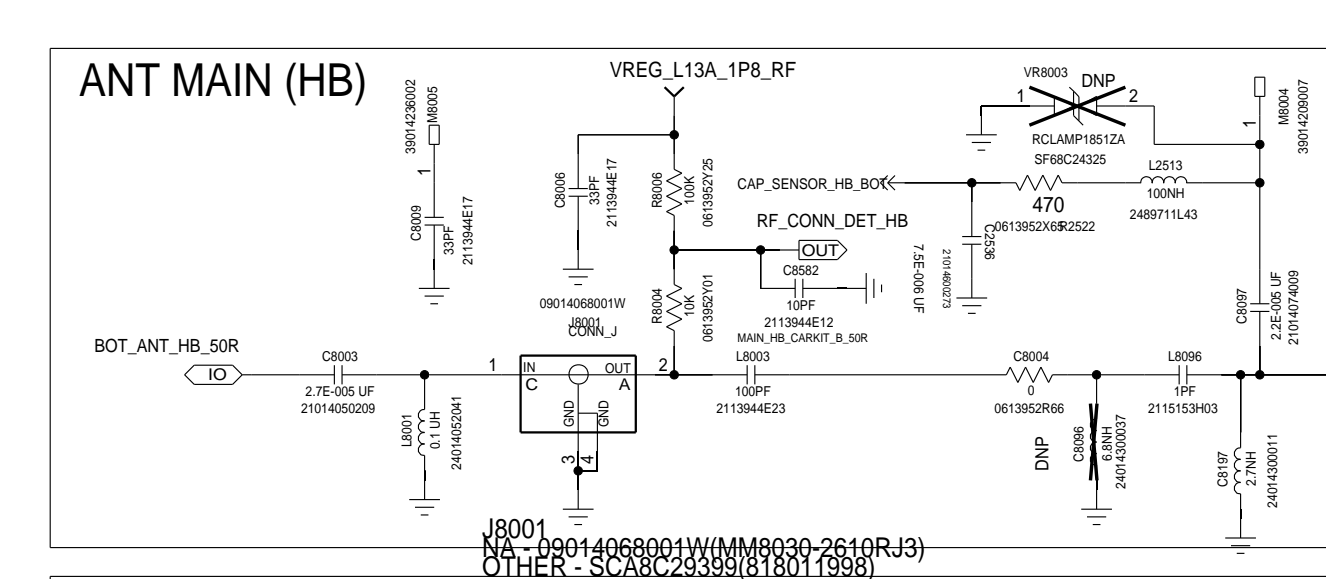 ANT MAIN (HB)
39014236002
M8005
1
C8009
33PF
2113944E17
VREG_L13A_1P8_RF
C8006
33PF
2113944E17
R8006
100K
0613952Y25
CAP_SENSOR_HB_BOT
RF_CONN_DET_HB
OUT
C8582
10PF
2113944E12
MAIN_HB_CARKIT_B_50R
R8004
10K
0613952Y01
VR8003
DNP
1
2
RCLAMP1851ZA
SF68C24325
M8004
39014209007
1
L2513
100NH
2489711L43
470
0613952X65
R2522
C2536
7.5E-006 UF
21014600273
C8097
2.2E-005 UF
21014074009
09014068001W
J8001
CONN_J
BOT_ANT_HB_50R
IO
C8003
2.7E-005 UF
21014050209
L8001
0.1 UH
24014052041
1
IN
C
OUT
A
2
GND
GND
3
4
L8003
100PF
2113944E23
C8004
0
0613952R66
DNP
C8096
6.8NH
24014300037
L8096
1PF
2115153H03
C8197
2.7NH
24014300011
J8001
NA - 09014068001W(MM8030-2610RJ3)
OTHER - SCA8C29399(818011998)